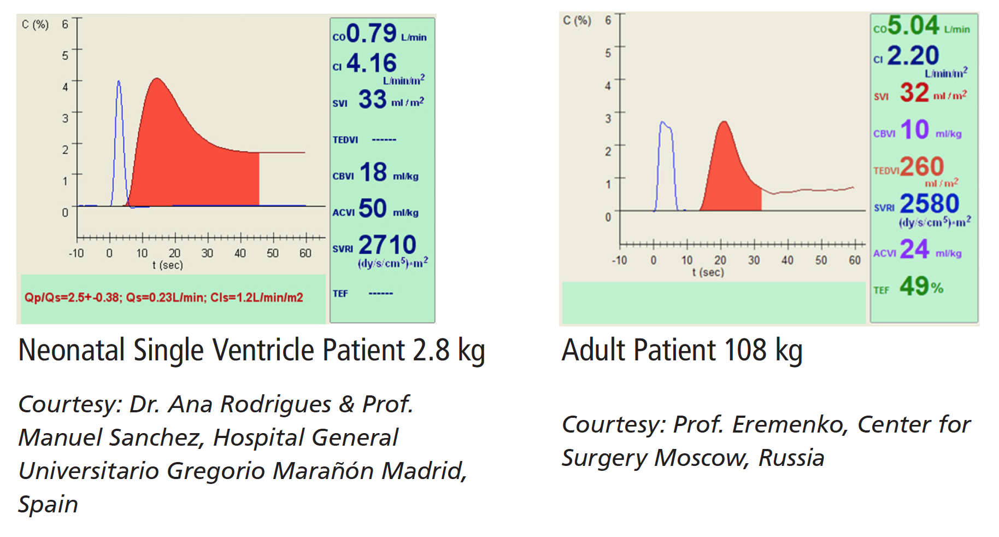 C (%)
6
5
4
3
2
1
0
-10 0 10 20 30 40 50 60
t (sec)
CO 0.79 L/min
CI 4.16
L/min/m²
SVI 33 ml / m²
TEDVI ------
CBVI 18 ml/kg
ACVI 50 ml/kg
SVRI 2710
(dy/s/cm⁵)*m²
TEF ------
Qp/Qs=2.5+-0.38; Qs=0.23L/min; CIs=1.2L/min/m2
Neonatal Single Ventricle Patient 2.8 kg
Courtesy: Dr. Ana Rodrigues & Prof.
Manuel Sanchez, Hospital General
Universitario Gregorio Marañón Madrid,
Spain
C (%)
6
5
4
3
2
1
0
-10 0 10 20 30 40 50 60
t (sec)
CO 5.04 L/min
CI 2.20
L/min/m²
SVI 32 ml / m²
CBVI 10 ml/kg
TEDVI 260
ml / m²
SVRI 2580
(dy/s/cm⁵)*m²
ACVI 24 ml/kg
TEF 49%
Adult Patient 108 kg
Courtesy: Prof. Eremenko, Center for
Surgery Moscow, Russia